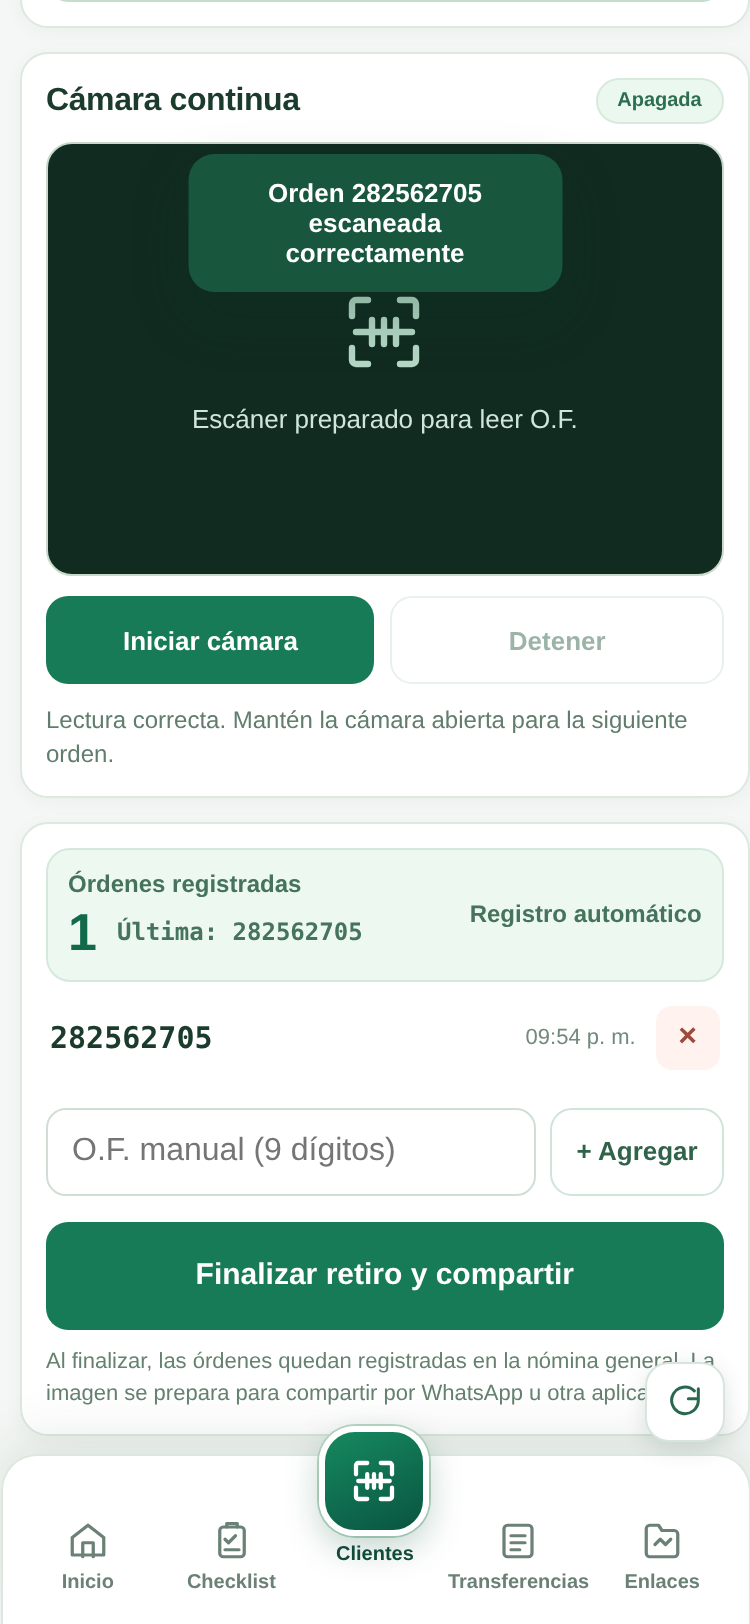 Cámara continua
Apagada
Orden 282562705
escaneada
correctamente
Escáner preparado para leer O.F.
Iniciar cámara
Detener
Lectura correcta. Mantén la cámara abierta para la siguiente
orden.
Órdenes registradas
1 Última: 282562705
Registro automático
282562705
09:54 p. m.
×
O.F. manual (9 dígitos)
+ Agregar
Finalizar retiro y compartir
Al finalizar, las órdenes quedan registradas en la nómina general. La
imagen se prepara para compartir por WhatsApp u otra
Inicio
Checklist
Clientes
Transferencias
Enlaces